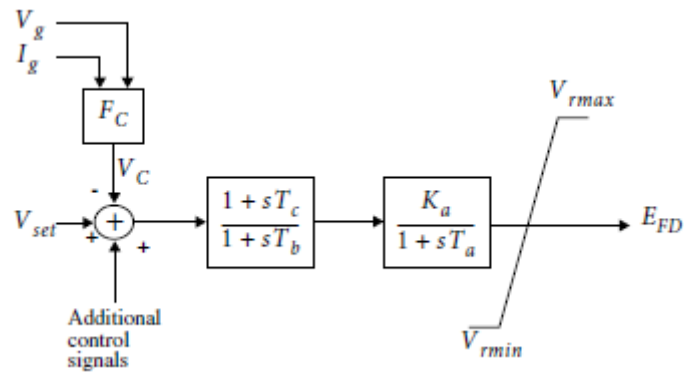 V_g
I_g
F_C
V_C
V_rmax
-
V_set
+
+
+
1 + sT_c
1 + sT_b
K_a
1 + sT_a
E_FD
V_rmin
Additional
control
signals